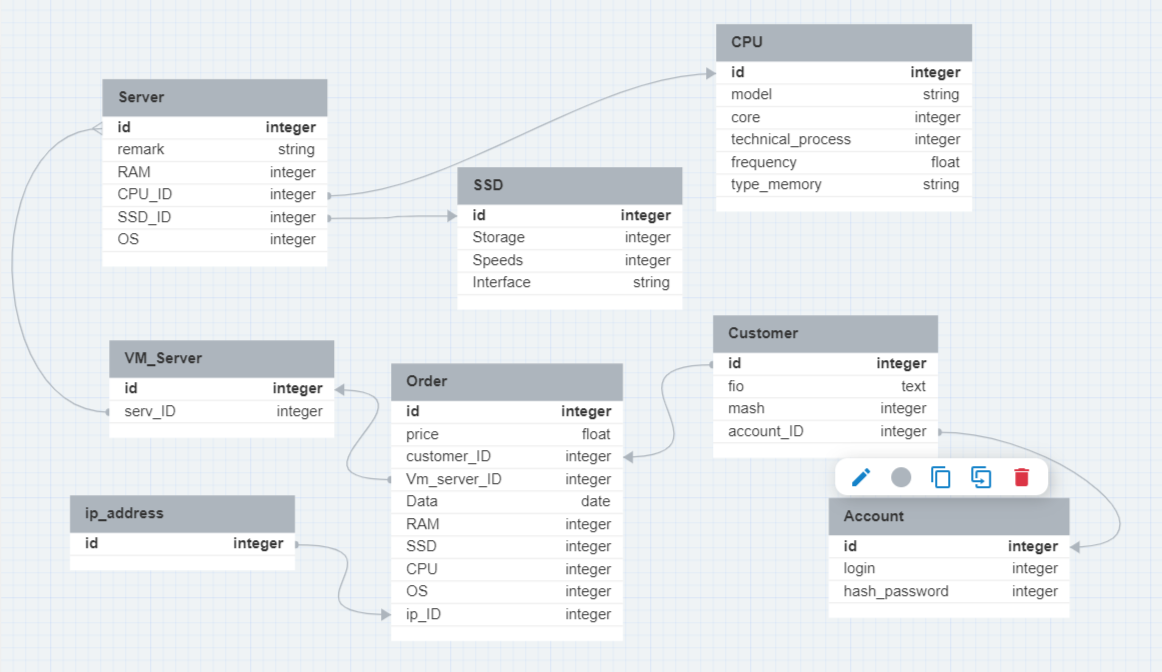 CPU
id integer
model string
core integer
technical_process integer
frequency float
type_memory string
Server
id integer
remark string
RAM integer
CPU_ID integer
SSD_ID integer
OS integer
SSD
id integer
Storage integer
Speeds integer
Interface string
Customer
id integer
fio text
mash integer
account_ID integer
VM_Server
id integer
serv_ID integer
Order
id integer
price float
customer_ID integer
Vm_server_ID integer
Data date
RAM integer
SSD integer
CPU integer
OS integer
ip_ID integer
ip_address
id integer
Account
id integer
login integer
hash_password integer